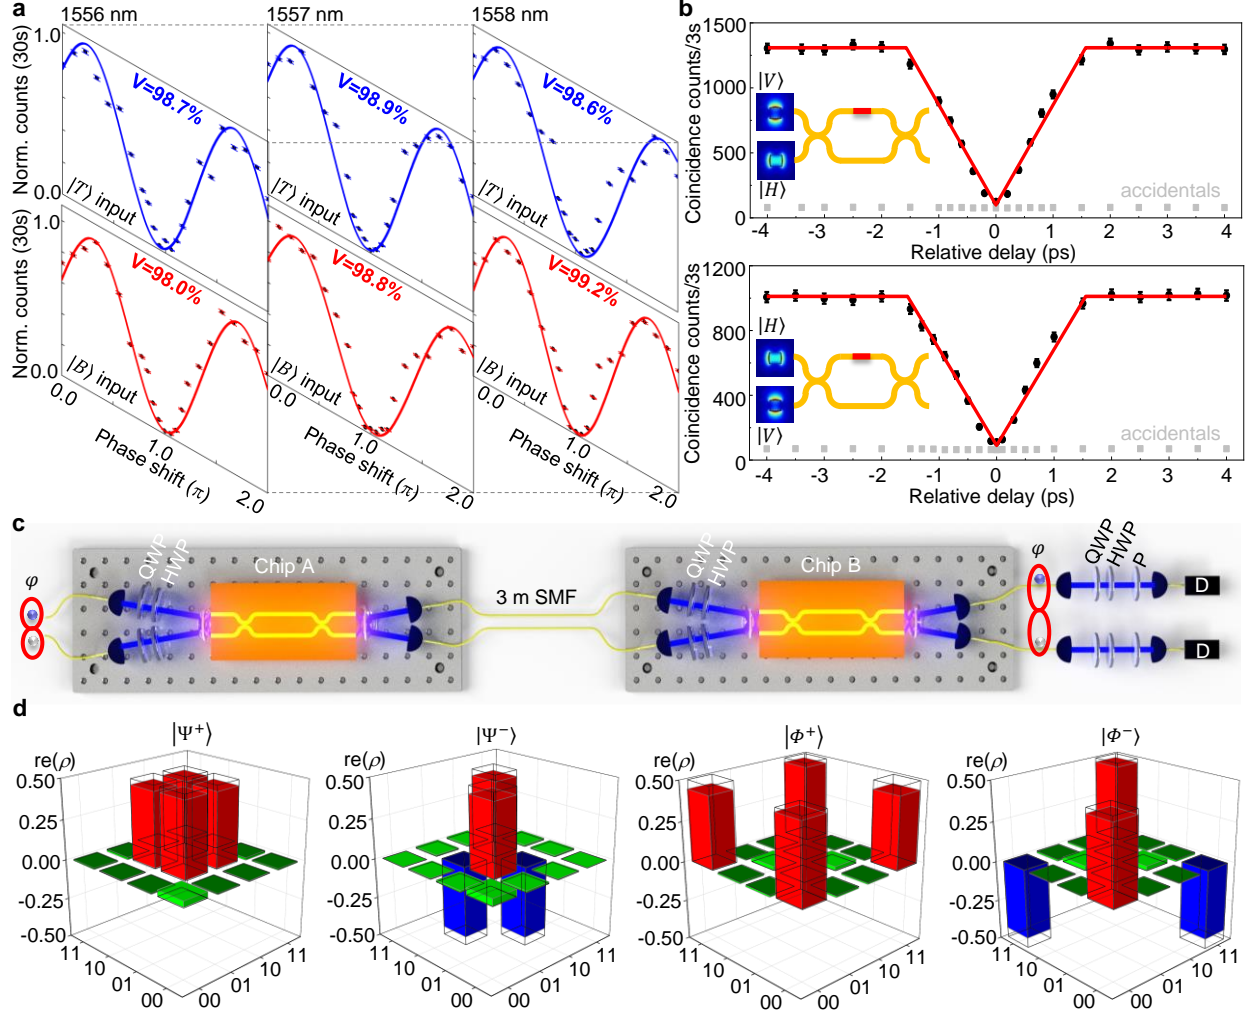 a
1556 nm
1557 nm
1558 nm
Norm. counts (30s)
1.0
0.0
V=98.7%
V=98.9%
V=98.6%
|T⟩ input
|T⟩ input
|T⟩ input
Norm. counts (30s)
1.0
0.0
V=98.0%
V=98.8%
V=99.2%
|B⟩ input
|B⟩ input
|B⟩ input
0.0
1.0
2.0
Phase shift (π)
0.0
1.0
2.0
Phase shift (π)
0.0
1.0
2.0
Phase shift (π)
b
Coincidence counts/3s
1500
1250
1000
750
500
250
0
|V⟩
|H⟩
accidentals
-4 -3 -2 -1 0 1 2 3 4
Relative delay (ps)
Coincidence counts/3s
1200
800
400
0
|H⟩
|V⟩
accidentals
-4 -3 -2 -1 0 1 2 3 4
Relative delay (ps)
c
φ
QWP
HWP
Chip A
3 m SMF
QWP
HWP
Chip B
φ
QWP
HWP
P
D
D
d
|Ψ⁺⟩
re(ρ)
0.50
0.25
0.00
-0.25
-0.50
11
10
01
00
00
01
10
11
|Ψ⁻⟩
re(ρ)
0.50
0.25
0.00
-0.25
-0.50
11
10
01
00
00
01
10
11
|Φ⁺⟩
re(ρ)
0.50
0.25
0.00
-0.25
-0.50
11
10
01
00
00
01
10
11
|Φ⁻⟩
re(ρ)
0.50
0.25
0.00
-0.25
-0.50
11
10
01
00
00
01
10
11